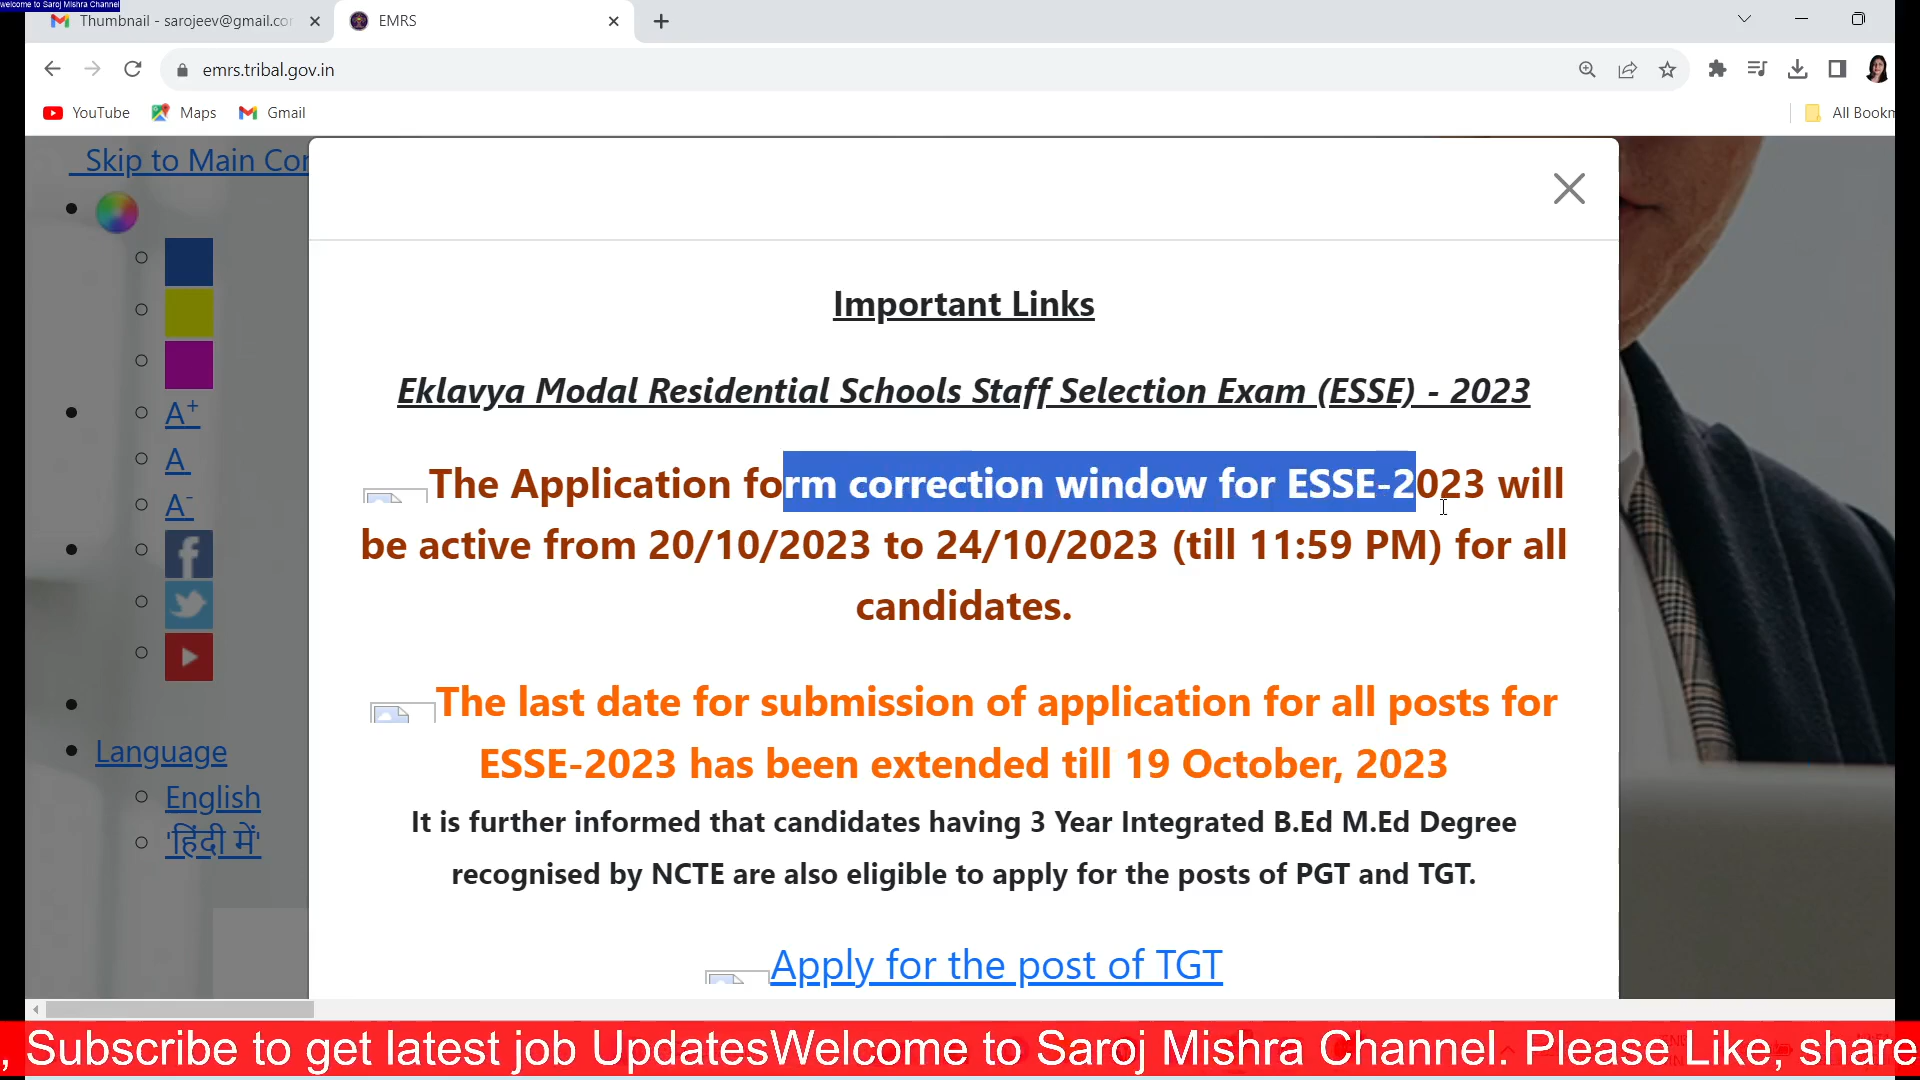 welcome to Saroj Mishra Channel
Thumbnail - sarojeev@gmail.co
EMRS
emrs.tribal.gov.in
YouTube
Maps
Gmail
All Bookm
Skip to Main Con
Important Links
Eklavya Modal Residential Schools Staff Selection Exam (ESSE) - 2023
The Application form correction window for ESSE-2023 will
be active from 20/10/2023 to 24/10/2023 (till 11:59 PM) for all
candidates.
The last date for submission of application for all posts for
ESSE-2023 has been extended till 19 October, 2023
It is further informed that candidates having 3 Year Integrated B.Ed M.Ed Degree
recognised by NCTE are also eligible to apply for the posts of PGT and TGT.
Apply for the post of TGT
A+
A
A-
Language
English
'हिंदी में'
, Subscribe to get latest job UpdatesWelcome to Saroj Mishra Channel. Please Like, share